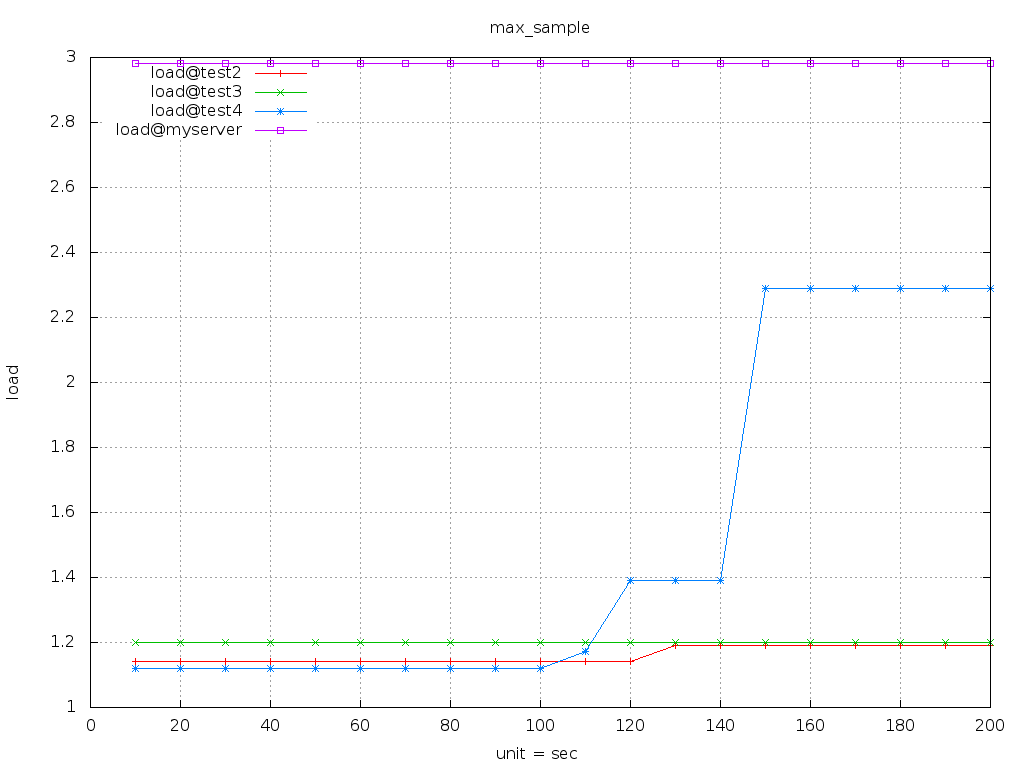 max_sample
3
2.8
2.6
2.4
2.2
2
1.8
1.6
1.4
1.2
1
load
load@test2
load@test3
load@test4
load@myserver
0 20 40 60 80 100 120 140 160 180 200
unit = sec